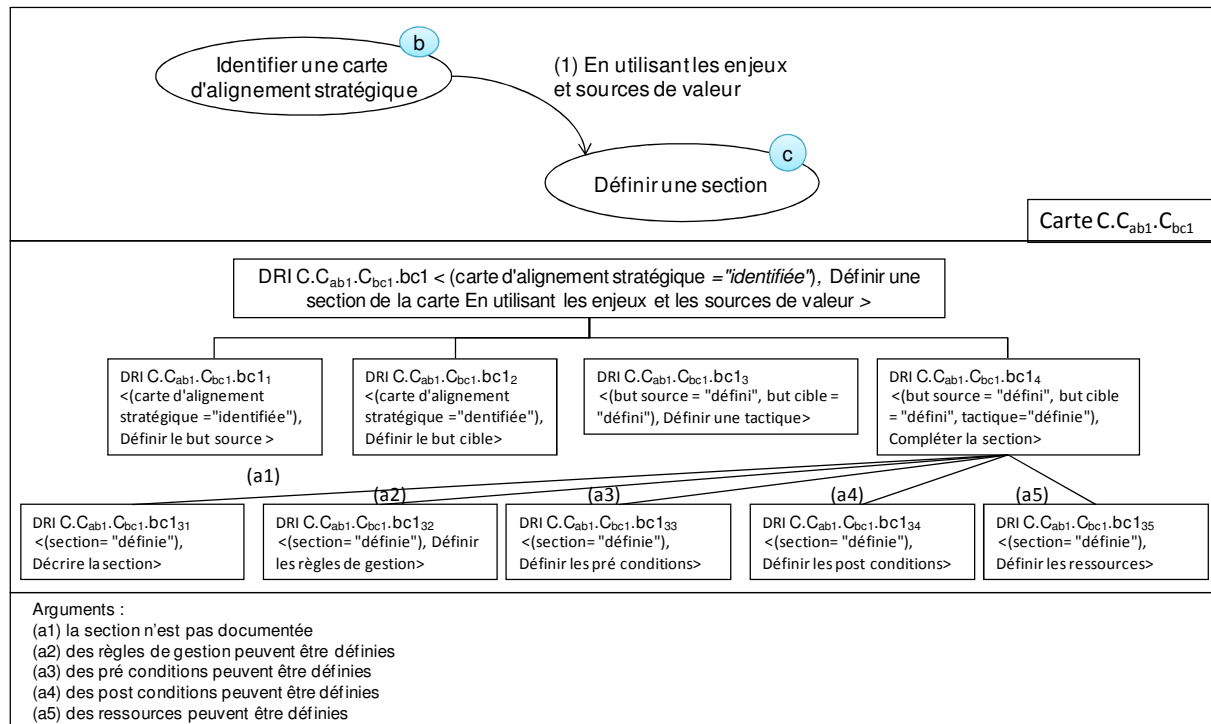 b
Identifier une carte
d'alignement stratégique
(1) En utilisant les enjeux
et sources de valeur
c
Définir une section
Carte C.Cab1.Cbc1
DRI C.Cab1.Cbc1.bc1 < (carte d'alignement stratégique ="identifiée"), Définir une
section de la carte En utilisant les enjeux et les sources de valeur >
DRI C.Cab1.Cbc1.bc11
<(carte d'alignement
stratégique ="identifiée"),
Définir le but source >
DRI C.Cab1.Cbc1.bc12
<(carte d'alignement
stratégique ="dentifiée"),
Définir le but cible>
DRI C.Cab1.Cbc1.bc13
<(but source = "défini", but cible =
"défini"), Définir une tactique>
DRI C.Cab1.Cbc1.bc14
<(but source = "défini", but cible
= "défini", tactique="définie"),
Compléter la section>
(a1)
(a2)
(a3)
(a4)
(a5)
DRI C.Cab1.Cbc1.bc131
<(section= "définie"),
Décrire la section>
DRI C.Cab1.Cbc1.bc132
<(section= "définie"), Définir
les règles de gestion>
DRI C.Cab1.Cbc1.bc133
<(section= "définie"),
Définir les pré conditions>
DRI C.Cab1.Cbc1.bc134
<(section= "définie"),
Définir les post conditions>
DRI C.Cab1.Cbc1.bc135
<(section= "définie"),
Définir les ressources>
Arguments :
(a1) la section n'est pas documentée
(a2) des règles de gestion peuvent être définies
(a3) des pré conditions peuvent être définies
(a4) des post conditions peuvent être définies
(a5) des ressources peuvent être définies